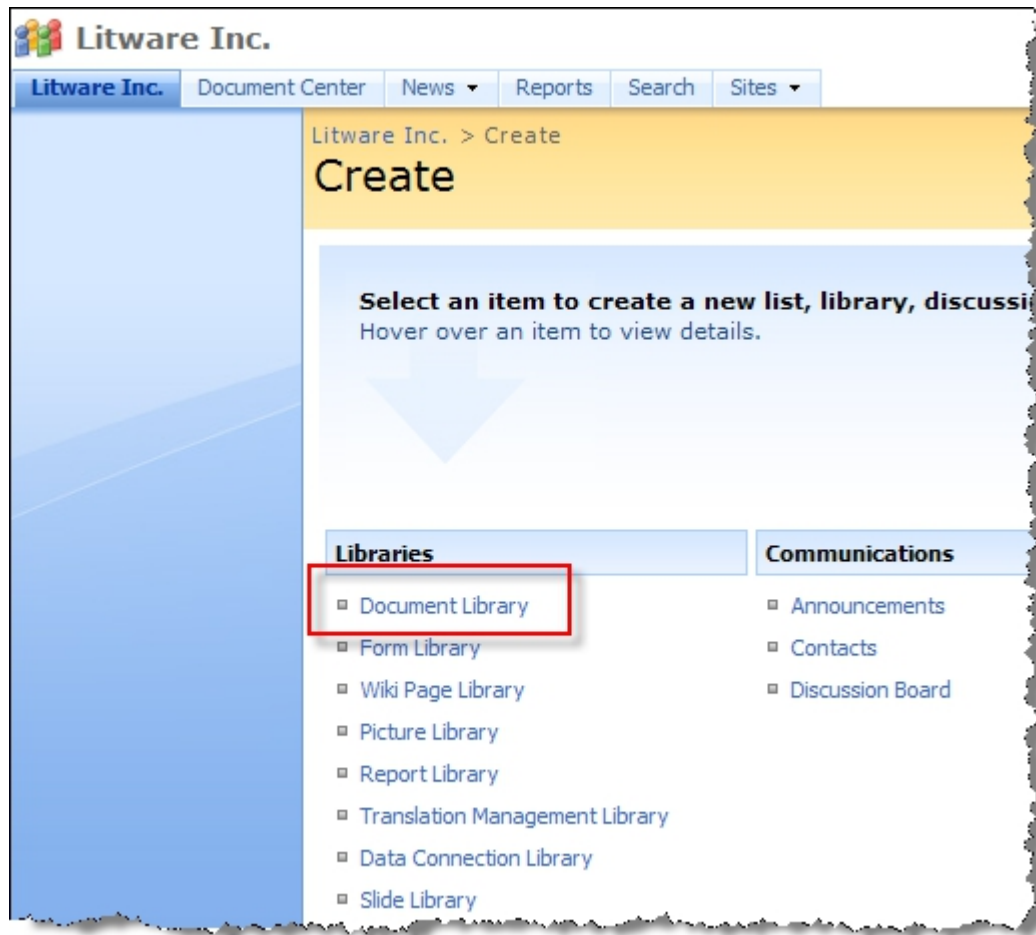 Litware Inc.
Litware Inc. Document Center News Reports Search Sites
Litware Inc. > Create
Create
Select an item to create a new list, library,
Hover over an item to view details.
Libraries
Document Library
Form Library
Wiki Page Library
Picture Library
Report Library
Translation Management Library
Data Connection Library
Slide Library
Communications
Announcements
Contacts
Discussion Board